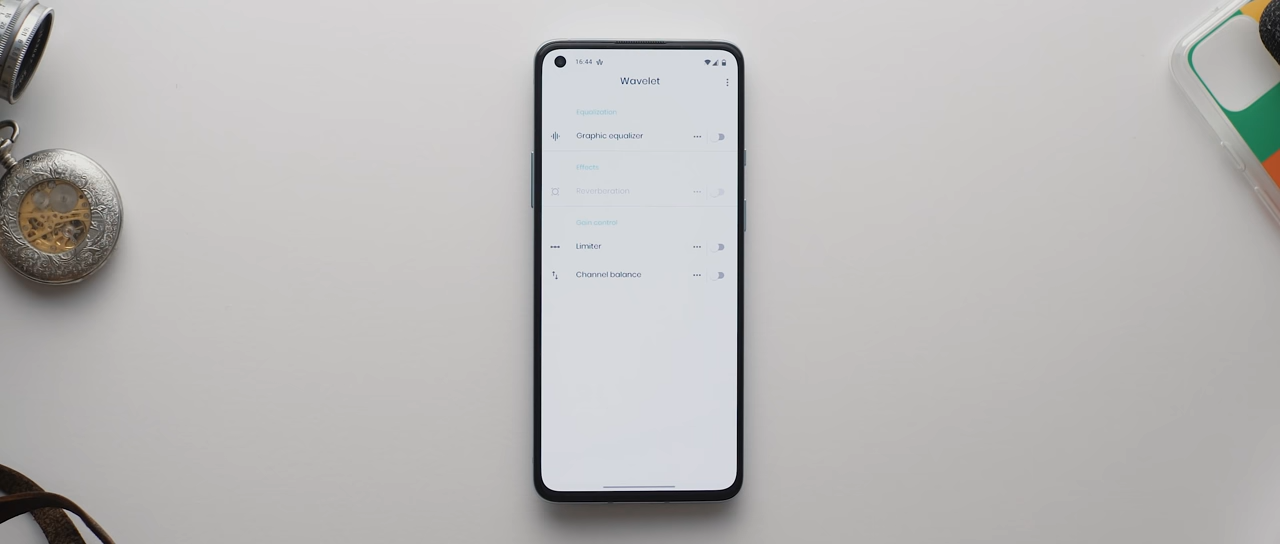 16:44
Wavelet
Equalization
Graphic equalizer
Effects
Reverberation
Gain control
Limiter
Channel balance